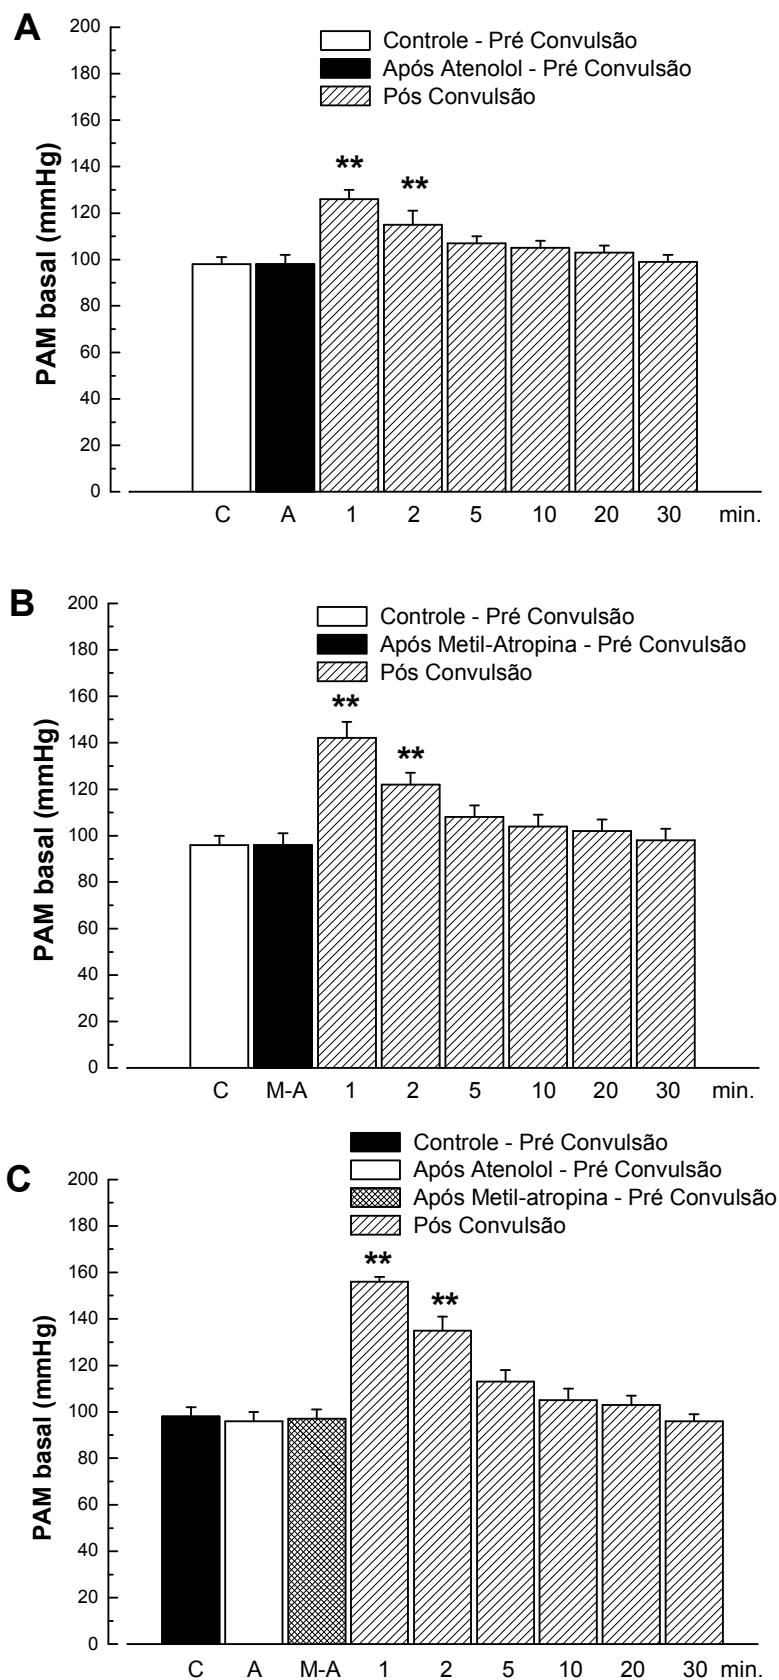 A
Controle - Pré Convulsão
Após Atenolol - Pré Convulsão
Pós Convulsão
PAM basal (mmHg)
200
180
160
140
120
100
80
60
40
20
0
**
**
C A 1 2 5 10 20 30 min.
B
Controle - Pré Convulsão
Após Metil-Atropina - Pré Convulsão
Pós Convulsão
PAM basal (mmHg)
200
180
160
140
120
100
80
60
40
20
0
**
**
C M-A 1 2 5 10 20 30 min.
C
Controle - Pré Convulsão
Após Atenolol - Pré Convulsão
Após Metil-atropina - Pré Convulsão
Pós Convulsão
PAM basal (mmHg)
200
180
160
140
120
100
80
60
40
20
0
**
**
C A M-A 1 2 5 10 20 30 min.